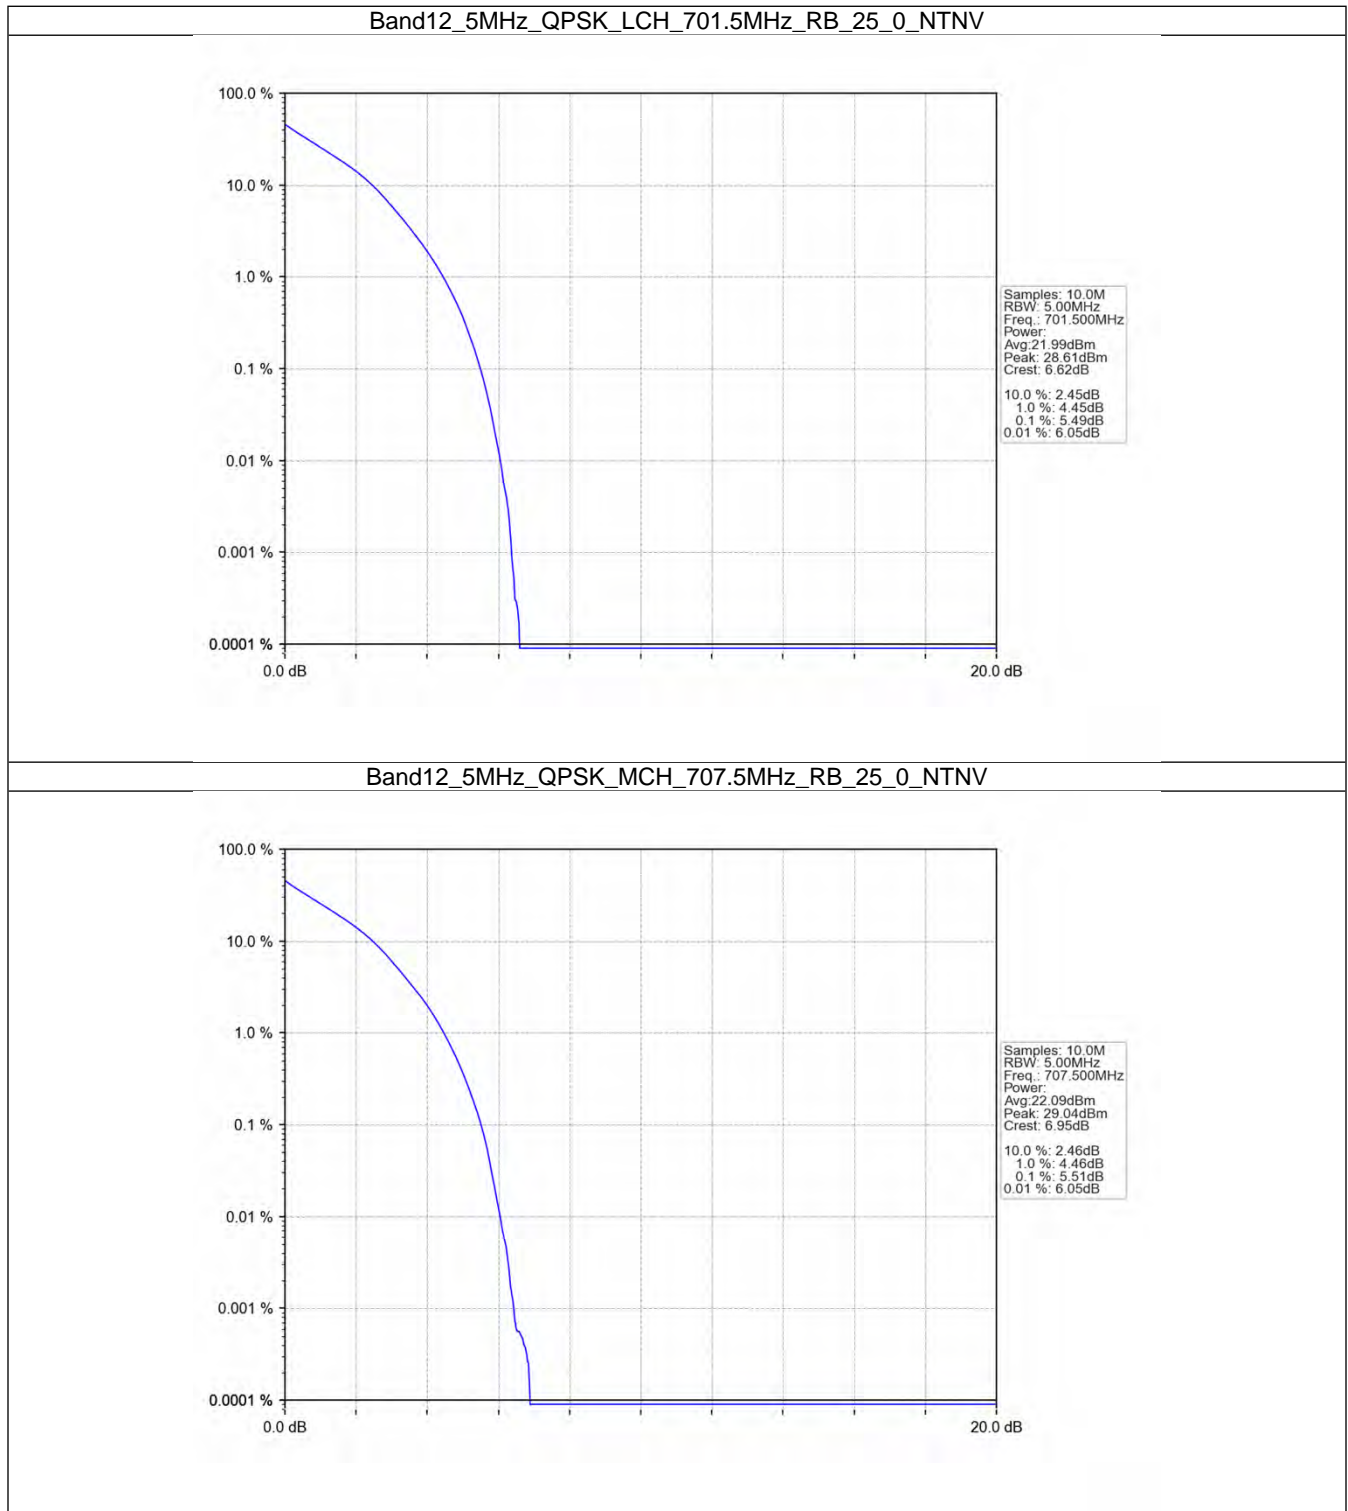 Band12_5MHz_QPSK_LCH_701.5MHz_RB_25_0_NTNV
100.0 %
10.0 %
1.0 %
0.1 %
0.01 %
0.001 %
0.0001 %
0.0 dB
20.0 dB
Samples: 10.0M
RBW: 5.00MHz
Freq.: 701.500MHz
Power:
Avg:21.99dBm
Peak: 28.61dBm
Crest: 6.62dB
10.0 %: 2.45dB
1.0 %: 4.45dB
0.1 %: 5.49dB
0.01 %: 6.05dB
Band12_5MHz_QPSK_MCH_707.5MHz_RB_25_0_NTNV
100.0 %
10.0 %
1.0 %
0.1 %
0.01 %
0.001 %
0.0001 %
0.0 dB
20.0 dB
Samples: 10.0M
RBW: 5.00MHz
Freq.: 707.500MHz
Power:
Avg:22.09dBm
Peak: 29.04dBm
Crest: 6.95dB
10.0 %: 2.46dB
1.0 %: 4.46dB
0.1 %: 5.51dB
0.01 %: 6.05dB